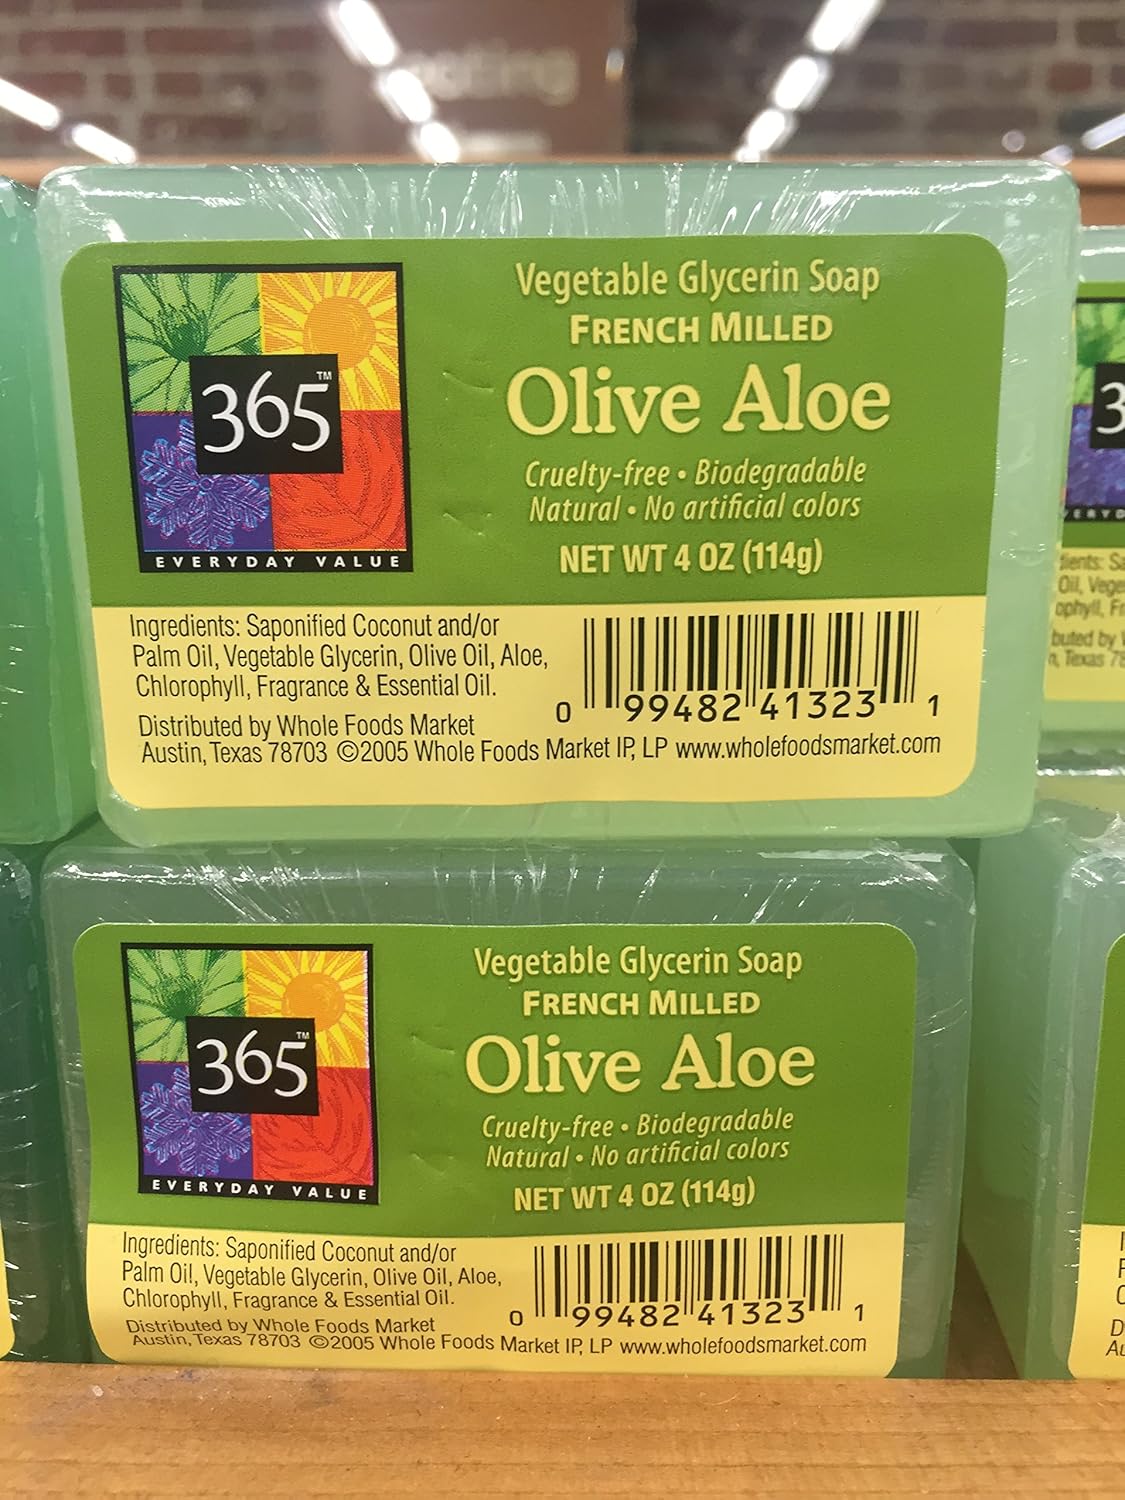 365™
EVERYDAY VALUE
Vegetable Glycerin Soap
FRENCH MILLED
Olive Aloe
Cruelty-free • Biodegradable
Natural • No artificial colors
NET WT 4 OZ (114g)
Ingredients: Saponified Coconut and/or
Palm Oil, Vegetable Glycerin, Olive Oil, Aloe,
Chlorophyll, Fragrance & Essential Oil.
Distributed by Whole Foods Market
Austin, Texas 78703 ©2005 Whole Foods Market IP, LP www.wholefoodsmarket.com
0 99482 41323 1
365™
EVERYDAY VALUE
Vegetable Glycerin Soap
FRENCH MILLED
Olive Aloe
Cruelty-free • Biodegradable
Natural • No artificial colors
NET WT 4 OZ (114g)
Ingredients: Saponified Coconut and/or
Palm Oil, Vegetable Glycerin, Olive Oil, Aloe,
Chlorophyll, Fragrance & Essential Oil.
Distributed by Whole Foods Market
Austin, Texas 78703 ©2005 Whole Foods Market IP, LP www.wholefoodsmarket.com
0 99482 41323 1